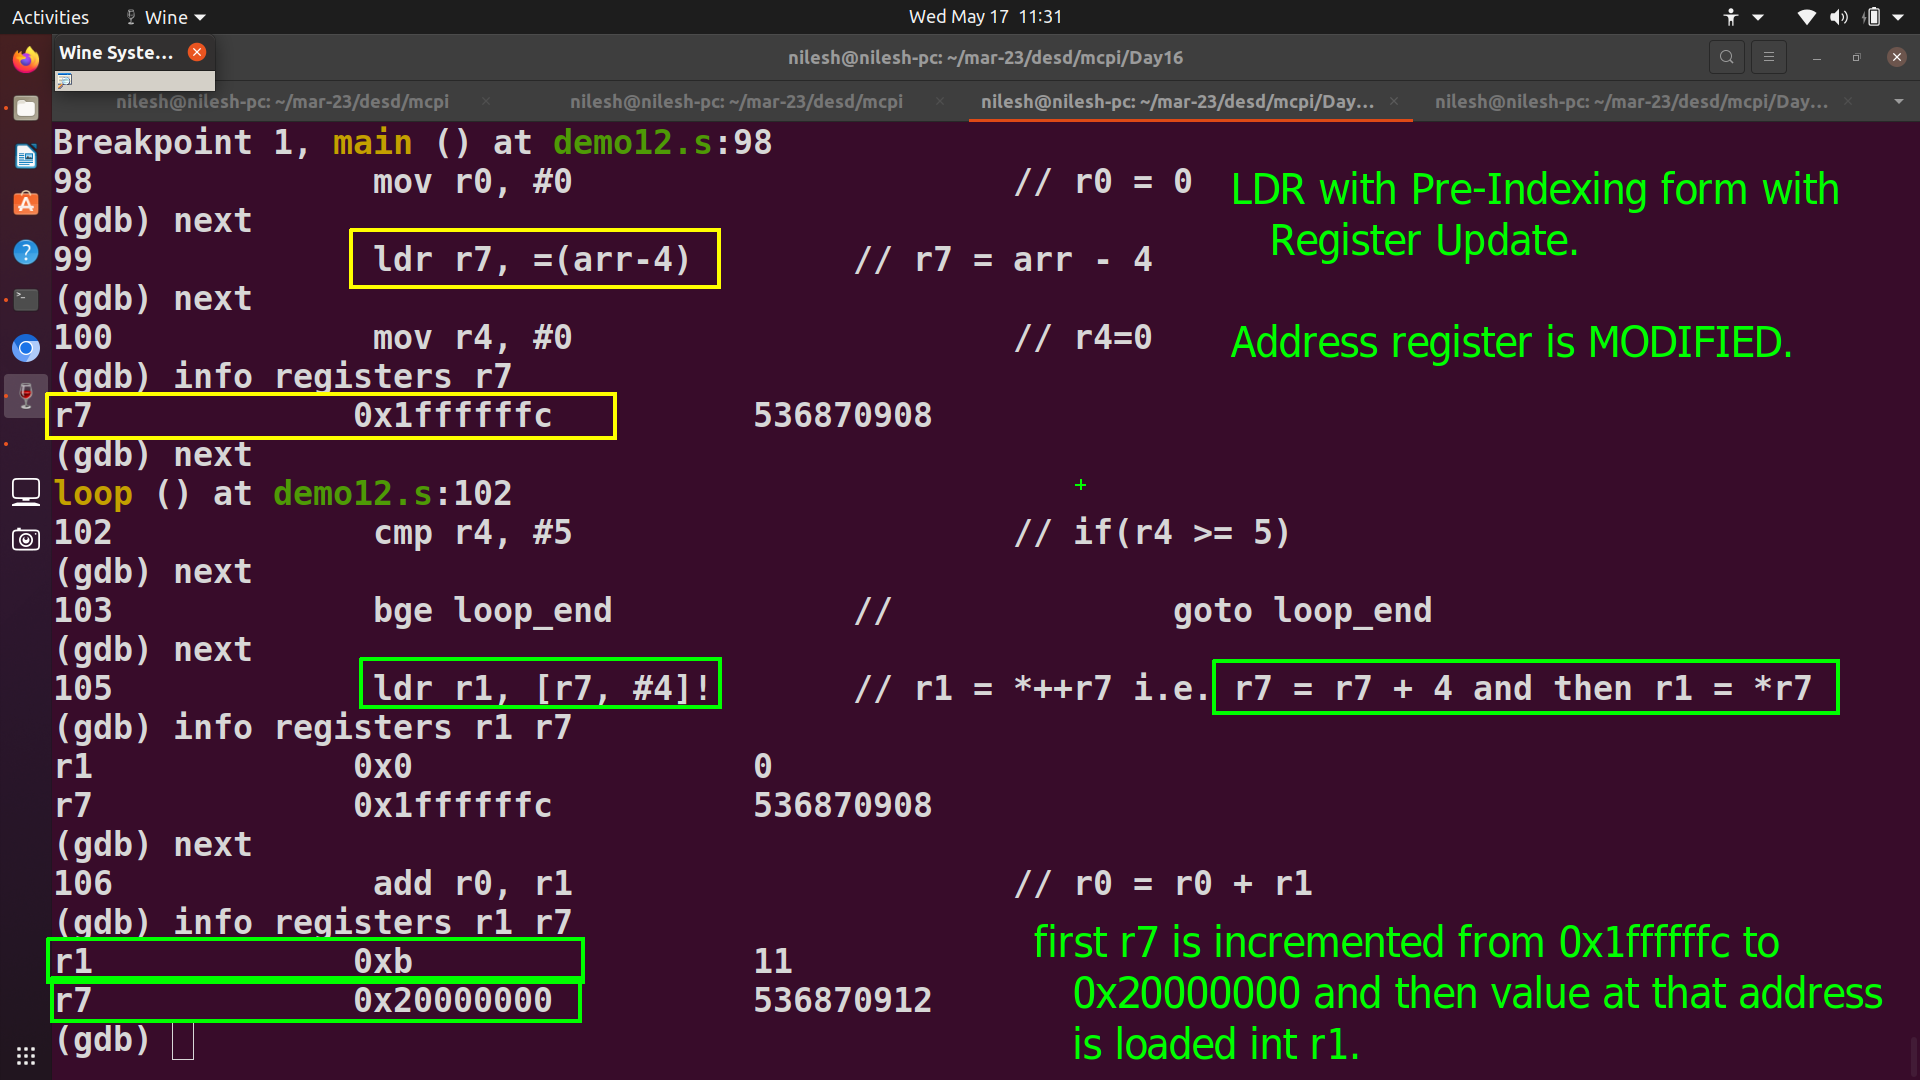 Activities Wine Wed May 17 11:31
Wine Syste...
nilesh@nilesh-pc: ~/mar-23/desd/mcpi/Day16
nilesh@nilesh-pc: ~/mar-23/desd/mcpi × nilesh@nilesh-pc: ~/mar-23/desd/mcpi × nilesh@nilesh-pc: ~/mar-23/desd/mcpi/Day... × nilesh@nilesh-pc: ~/mar-23/desd/mcpi/Day... ×
Breakpoint 1, main () at demo12.s:98
98 mov r0, #0 // r0 = 0
LDR with Pre-Indexing form with
Register Update.
(gdb) next
99 ldr r7, =(arr-4) // r7 = arr - 4
(gdb) next
100 mov r4, #0 // r4=0
Address register is MODIFIED.
(gdb) info registers r7
r7 0x1ffffffc 536870908
(gdb) next
loop () at demo12.s:102
102 cmp r4, #5 // if(r4 >= 5)
(gdb) next
103 bge loop_end // goto loop_end
(gdb) next
105 ldr r1, [r7, #4]! // r1 = *++r7 i.e. r7 = r7 + 4 and then r1 = *r7
(gdb) info registers r1 r7
r1 0x0 0
r7 0x1ffffffc 536870908
(gdb) next
106 add r0, r1 // r0 = r0 + r1
(gdb) info registers r1 r7
r1 0xb 11
r7 0x20000000 536870912
(gdb)
first r7 is incremented from 0x1ffffffc to
0x20000000 and then value at that address
is loaded int r1.